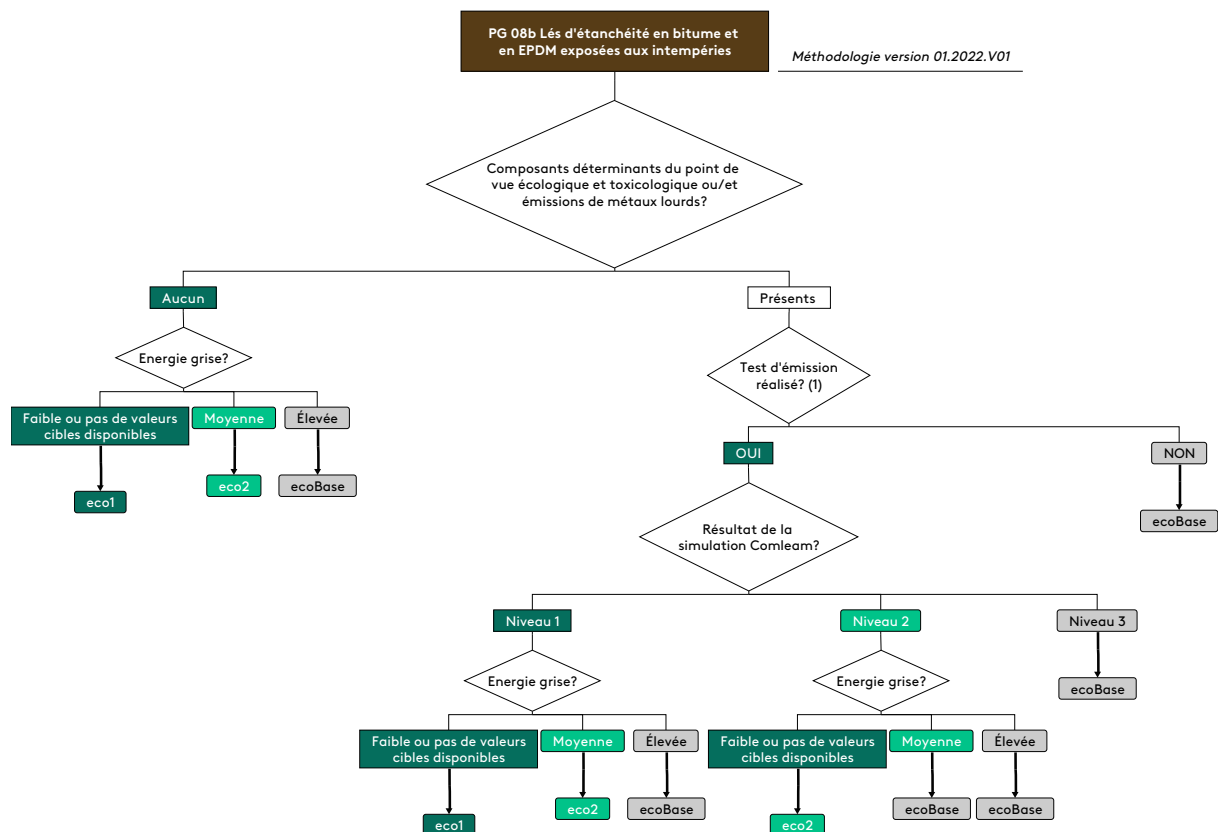 PG 08b Lés d'étanchéité en bitume et
en EPDM exposées aux intempéries
Méthodologie version 01.2022.V01
Composants déterminants du point de
vue écologique et toxicologique ou/et
émissions de métaux lourds?
Aucun
Présents
Energie grise?
Test d'émission
réalisé? (1)
Faible ou pas de valeurs
cibles disponibles
Moyenne
Élevée
OUI
NON
eco1
eco2
ecoBase
ecoBase
Résultat de la
simulation Comleam?
Niveau 1
Niveau 2
Niveau 3
Energie grise?
Energie grise?
ecoBase
Faible ou pas de valeurs
cibles disponibles
Moyenne
Élevée
Faible ou pas de valeurs
cibles disponibles
Moyenne
Élevée
eco1
eco2
ecoBase
eco2
ecoBase
ecoBase